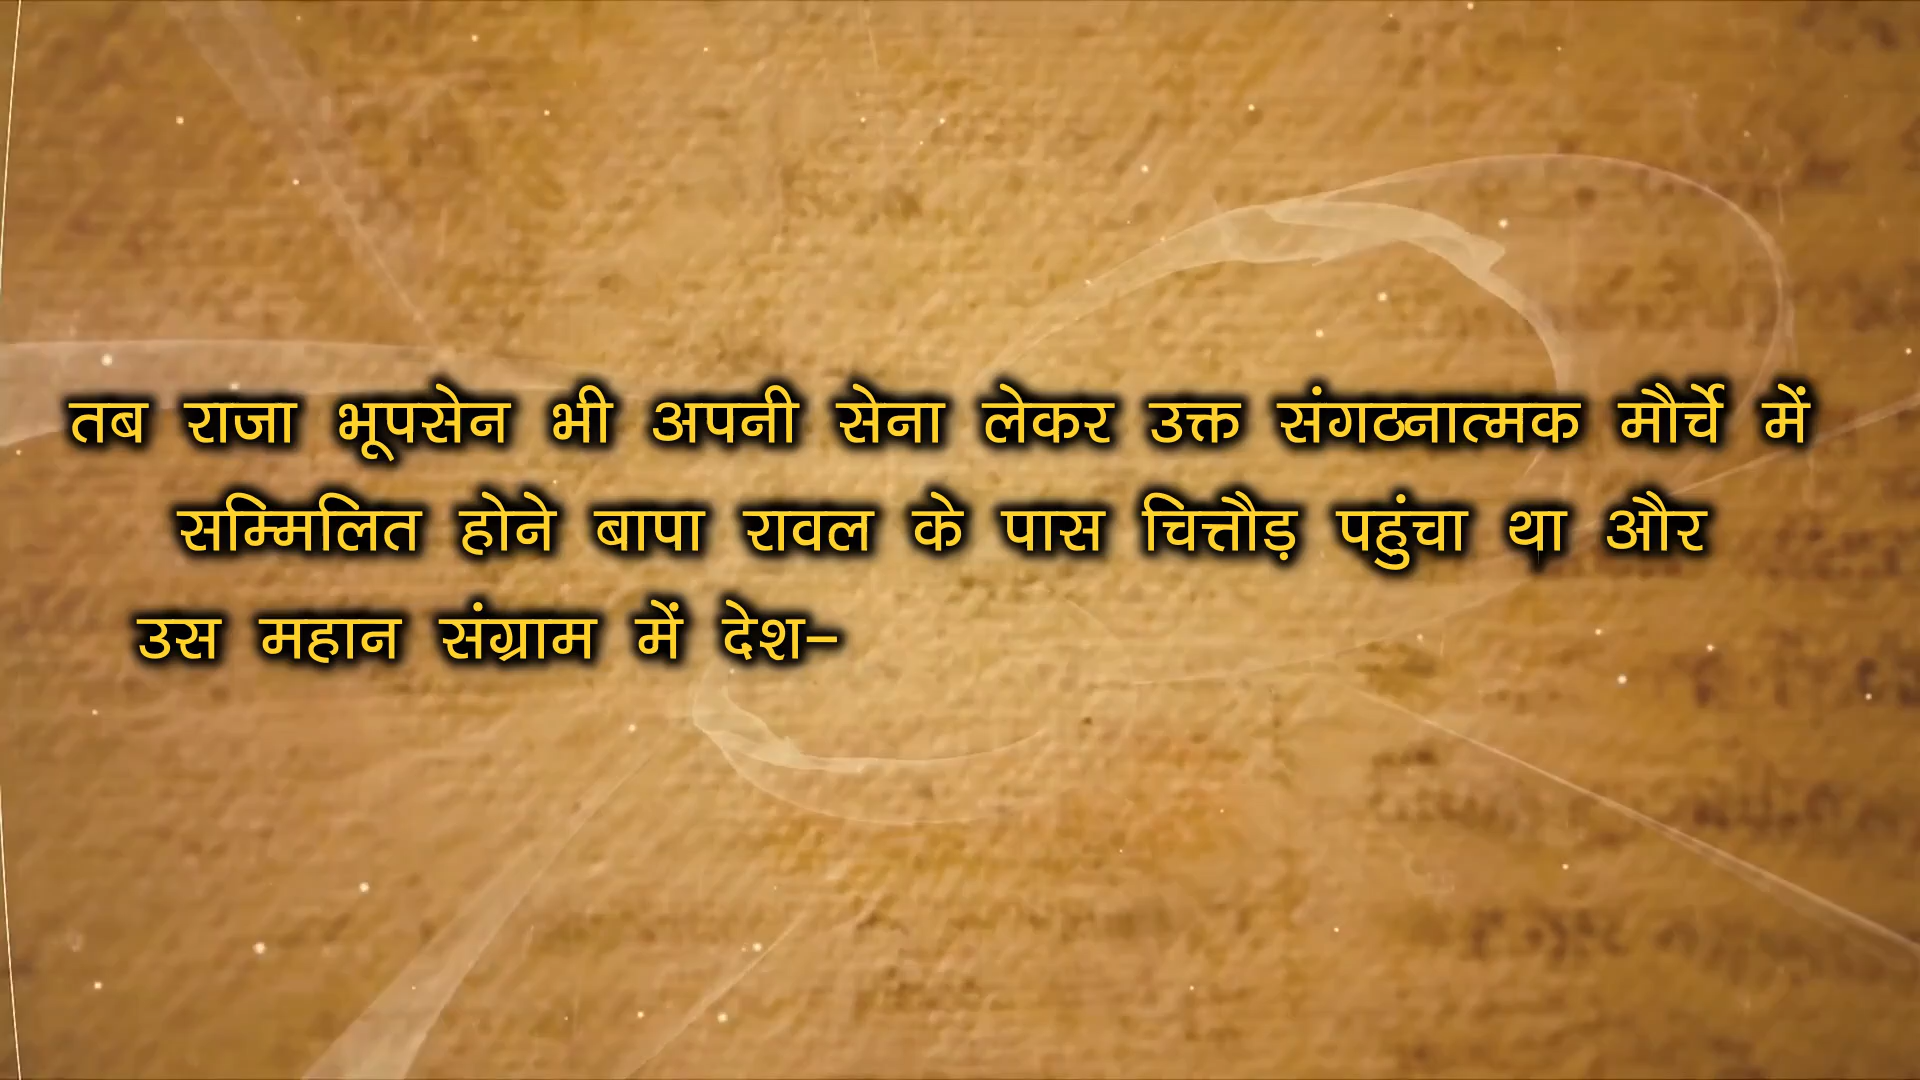 तब राजा भूपसेन भी अपनी सेना लेकर उक्त संगठनात्मक मौर्चे में
सम्मिलित होने बापा रावल के पास चित्तौड़ पहुंचा था और
उस महान संग्राम में देश–